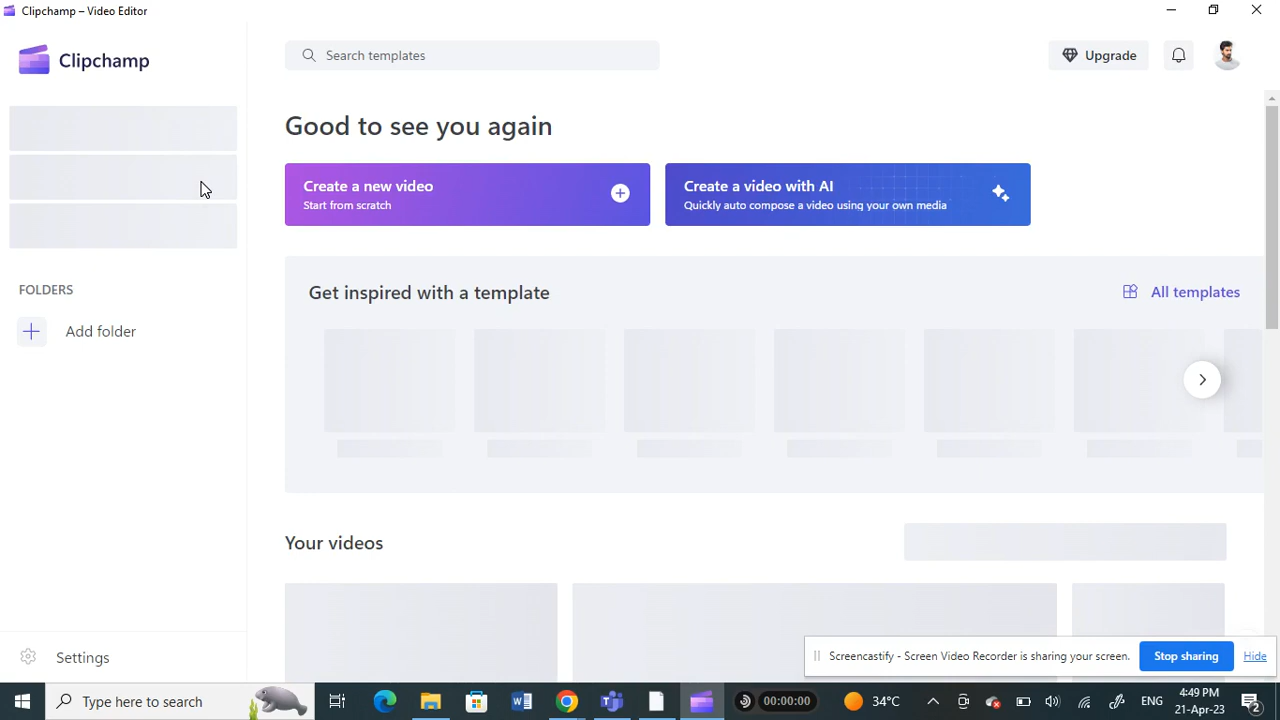 Clipchamp – Video Editor
Clipchamp
Search templates
Upgrade
Good to see you again
Create a new video
Start from scratch
Create a video with AI
Quickly auto compose a video using your own media
Get inspired with a template
All templates
FOLDERS
Add folder
Your videos
Settings
Screencastify - Screen Video Recorder is sharing your screen.
Stop sharing
Hide
Type here to search
00:00:00
34°C
ENG
4:49 PM
21-Apr-23
2